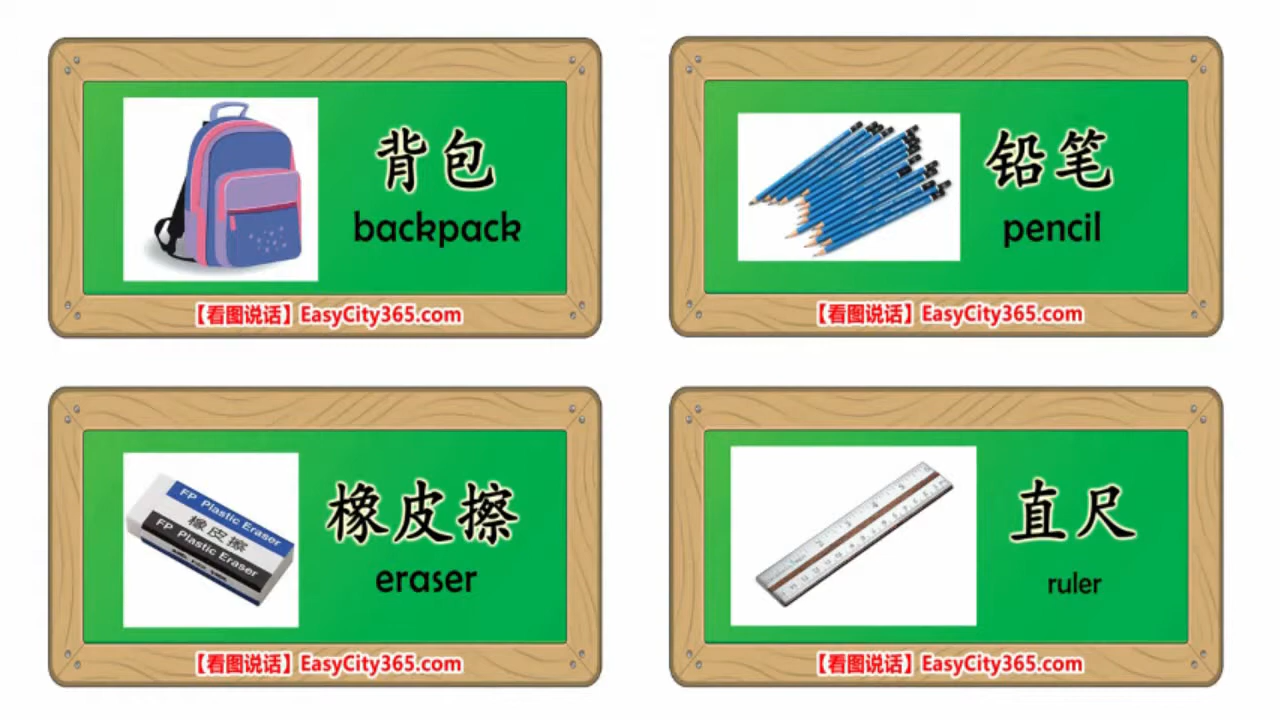 背包
backpack
【看图说话】EasyCity365.com
铅笔
pencil
【看图说话】EasyCity365.com
FP Plastic Eraser
橡皮擦
FP Plastic Eraser
橡皮擦
eraser
【看图说话】EasyCity365.com
直尺
ruler
【看图说话】EasyCity365.com